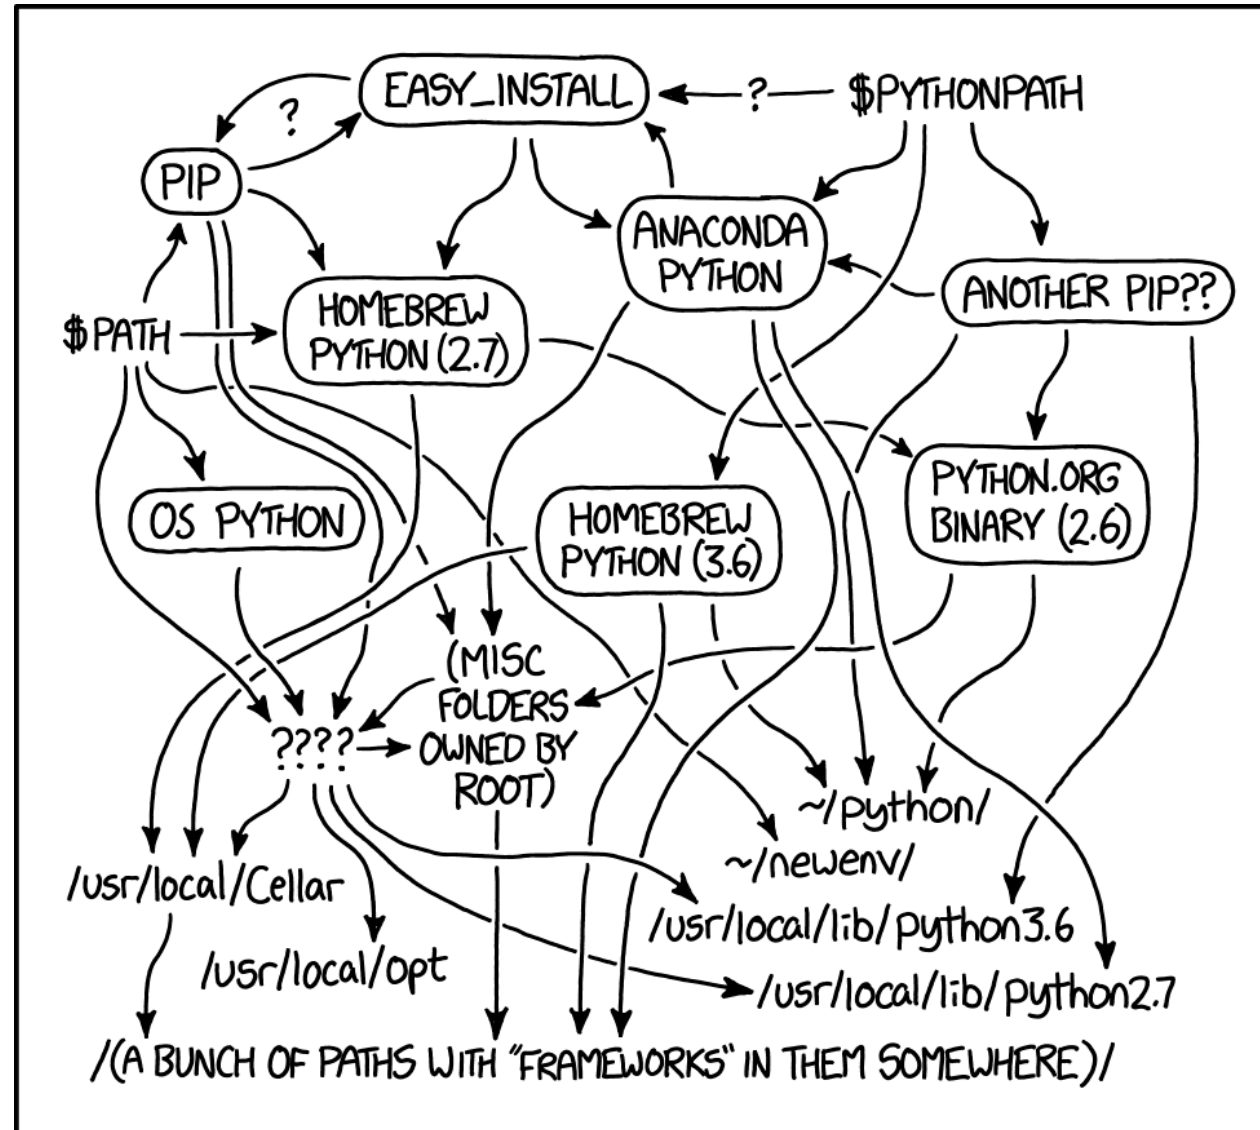 EASY_INSTALL
?
$PYTHONPATH
?
PIP
ANACONDA
PYTHON
ANOTHER PIP??
HOMEBREW
PYTHON (2.7)
$PATH
OS PYTHON
HOMEBREW
PYTHON (3.6)
PYTHON.ORG
BINARY (2.6)
(MISC
FOLDERS
OWNED BY
ROOT)
????
~/python/
~/newenv/
/usr/local/Cellar
/usr/local/lib/python3.6
/usr/local/opt
/usr/local/lib/python2.7
/(A BUNCH OF PATHS WITH "FRAMEWORKS" IN THEM SOMEWHERE)/